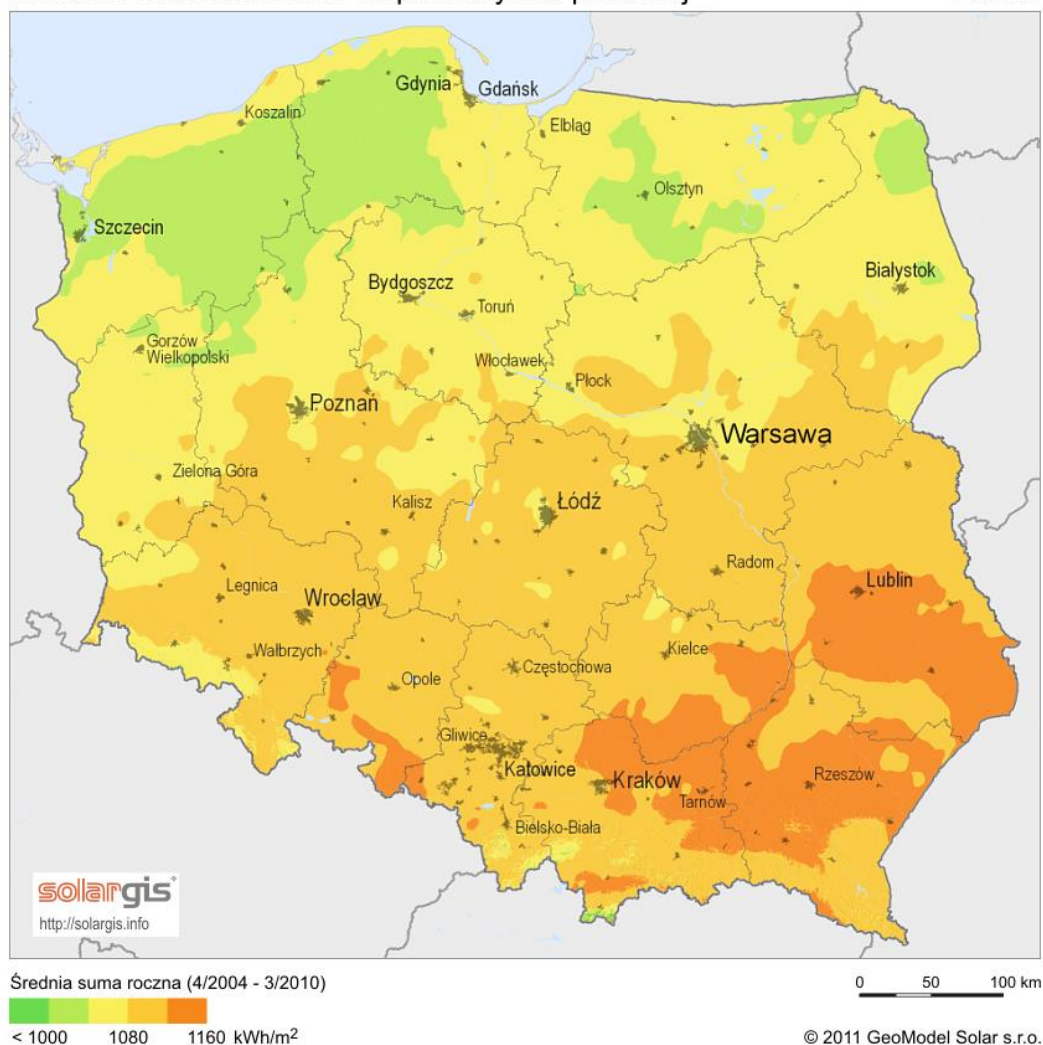 Gdynia
Gdańsk
Koszalin
Elbląg
Olsztyn
Szczecin
Białystok
Bydgoszcz
Toruń
Gorzów
Wielkopolski
Włocławek
Płock
Poznań
Warsawa
Zielona Góra
Kalisz
Łódź
Radom
Legnica
Wrocław
Lublin
Wałbrzych
Kielce
Częstochowa
Opole
Gliwice
Katowice
Kraków
Rzeszów
Tarnów
Bielsko-Biała
solargis
http://solargis.info
Średnia suma roczna (4/2004 - 3/2010)
0 50 100 km
< 1000 1080 1160 kWh/m²
© 2011 GeoModel Solar s.r.o.